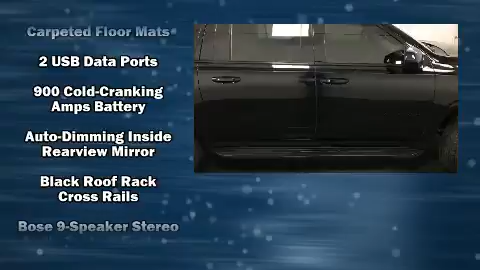 Carpeted Floor Mats
2 USB Data Ports
900 Cold-Cranking
Amps Battery
Auto-Dimming Inside
Rearview Mirror
Black Roof Rack
Cross Rails
Bose 9-Speaker Stereo